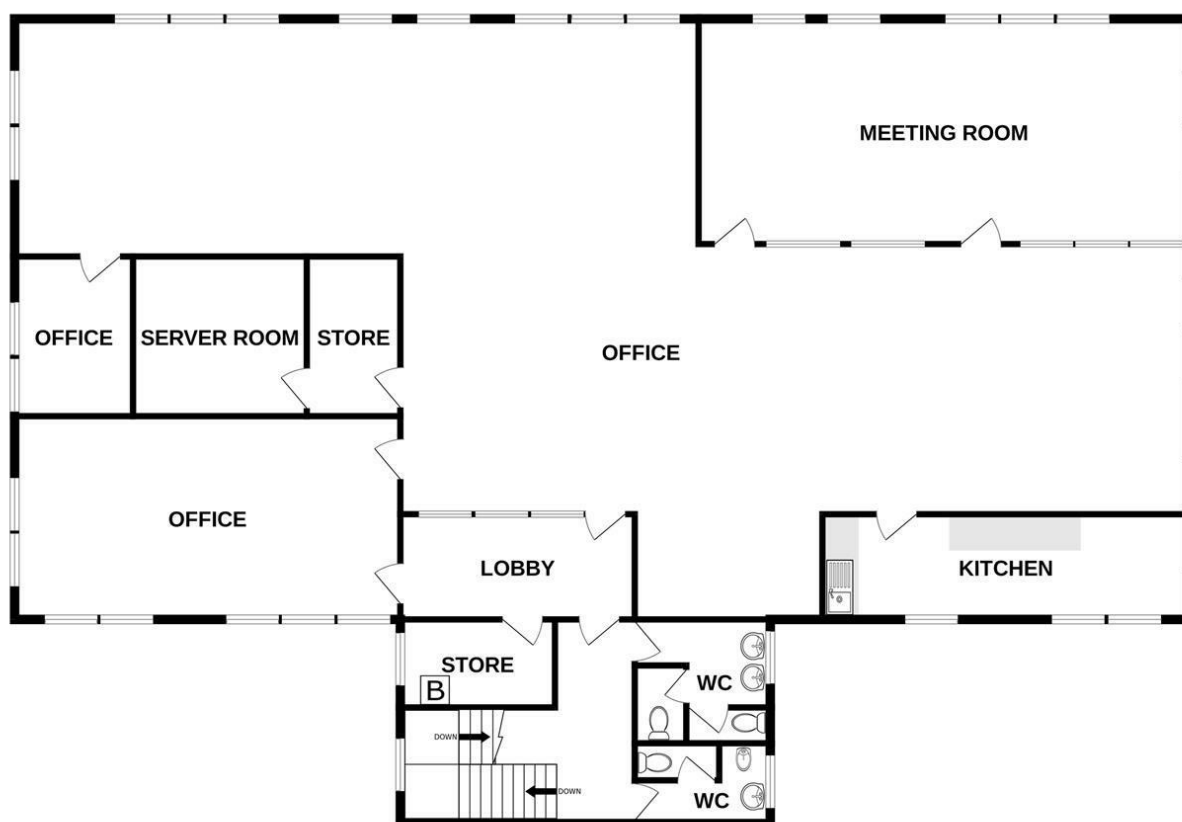 MEETING ROOM
OFFICE
SERVER ROOM
STORE
OFFICE
OFFICE
LOBBY
KITCHEN
STORE
B
WC
DOWN
DOWN
WC